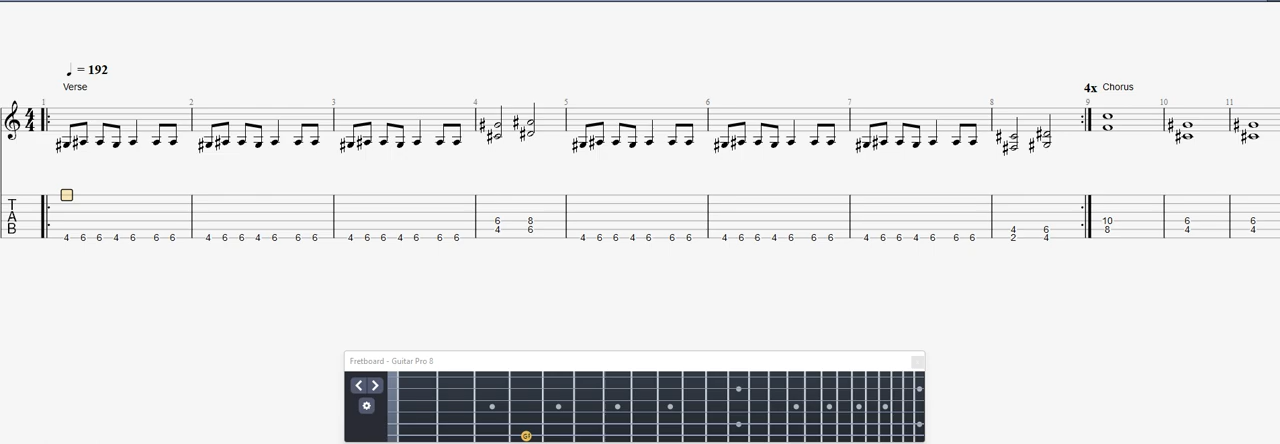 ♩ = 192
Verse
4x Chorus
1 2 3 4 5 6 7 8 9 10 11
4 4
T
A 6 8 10 6 6
B 4 6 4 6 8 4 4
4 6 6 4 6 6 6 4 6 6 4 6 6 6 4 6 6 4 6 6 6 4 6 6 4 6 6 6 4 6 6 4 6 6 6 4 6 6 4 6 6 6 2 4
Fretboard - Guitar Pro 8